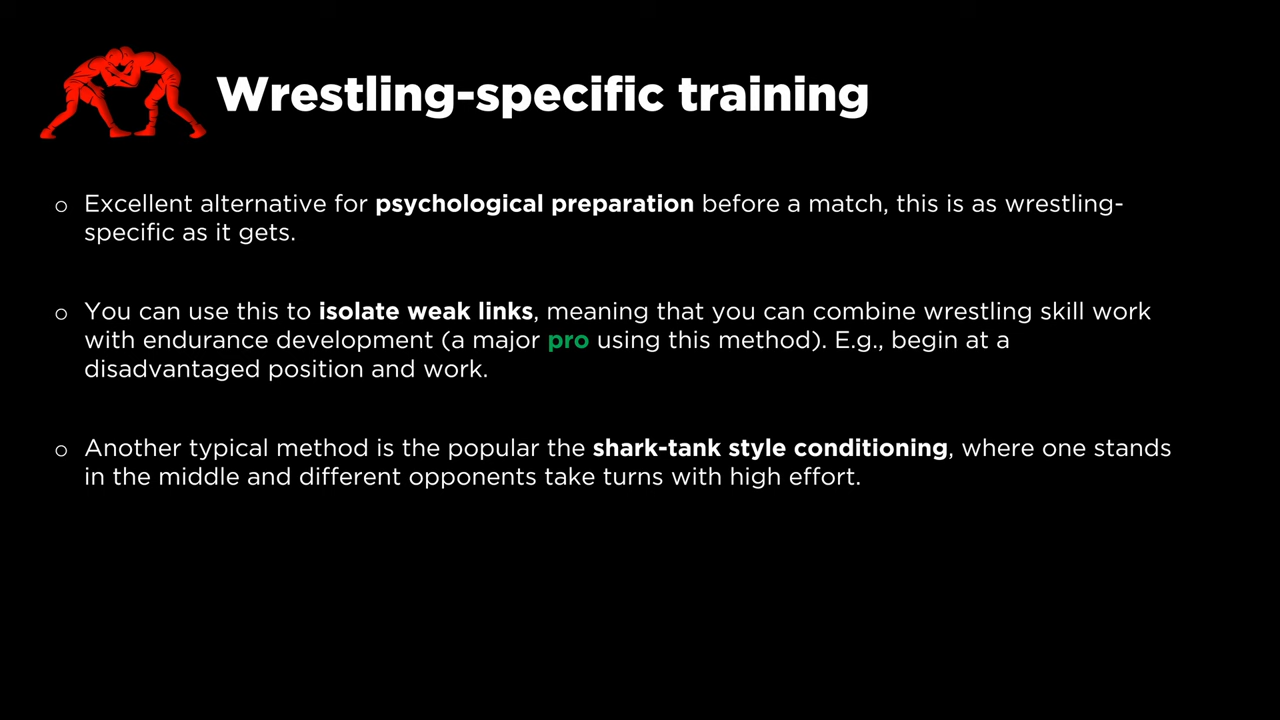 Wrestling-specific training
o Excellent alternative for psychological preparation before a match, this is as wrestling-
specific as it gets.
o You can use this to isolate weak links, meaning that you can combine wrestling skill work
with endurance development (a major pro using this method). E.g., begin at a
disadvantaged position and work.
o Another typical method is the popular the shark-tank style conditioning, where one stands
in the middle and different opponents take turns with high effort.